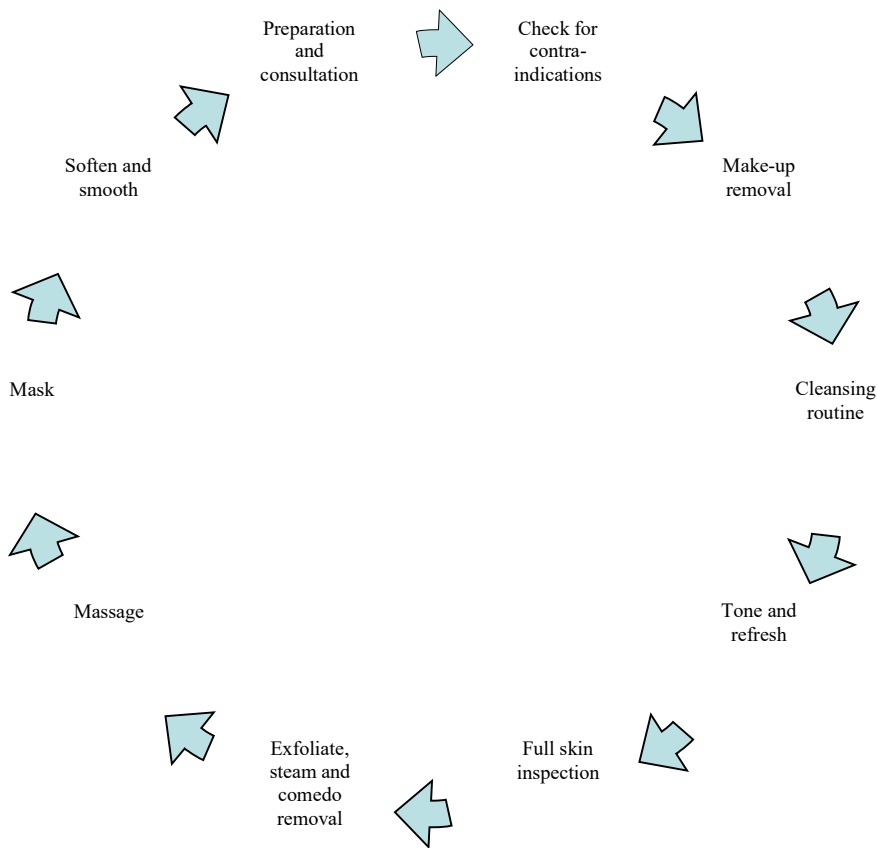 Preparation
and
consultation
Check for
contra-
indications
Make-up
removal
Cleansing
routine
Tone and
refresh
Full skin
inspection
Exfoliate,
steam and
comedo
removal
Massage
Mask
Soften and
smooth